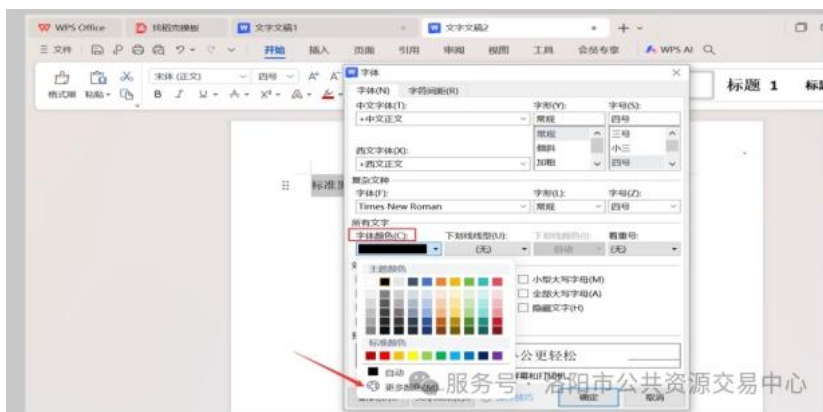 WPS Office 找稻壳模板 文字文稿1 文字文稿2 +
三 文件 开始 插入 页面 引用 审阅 视图 工具 会员专享 WPS AI
格式刷 粘贴 宋体 (正文) 四号 A⁺ 标题 1
B I U A X² A
字体
字体(N) 字符间距(R)
中文字体(T): 字形(Y): 字号(S):
+中文正文 常规 四号
常规 三号
倾斜 小三
加粗 四号
西文字体(X):
+西文正文
复杂文种
字体(F): 字形(L): 字号(Z):
Times New Roman 常规 四号
标准
所有文字
字体颜色(C): 下划线线型(U): 下划线颜色(I): 着重号:
(无) 自动 (无)
主题颜色
小型大写字母(M)
全部大写字母(A)
隐藏文字(H)
标准颜色
公更轻松
自动
更多颜色(M)...
服务号 · 洛阳市公共资源交易中心
确定 取消